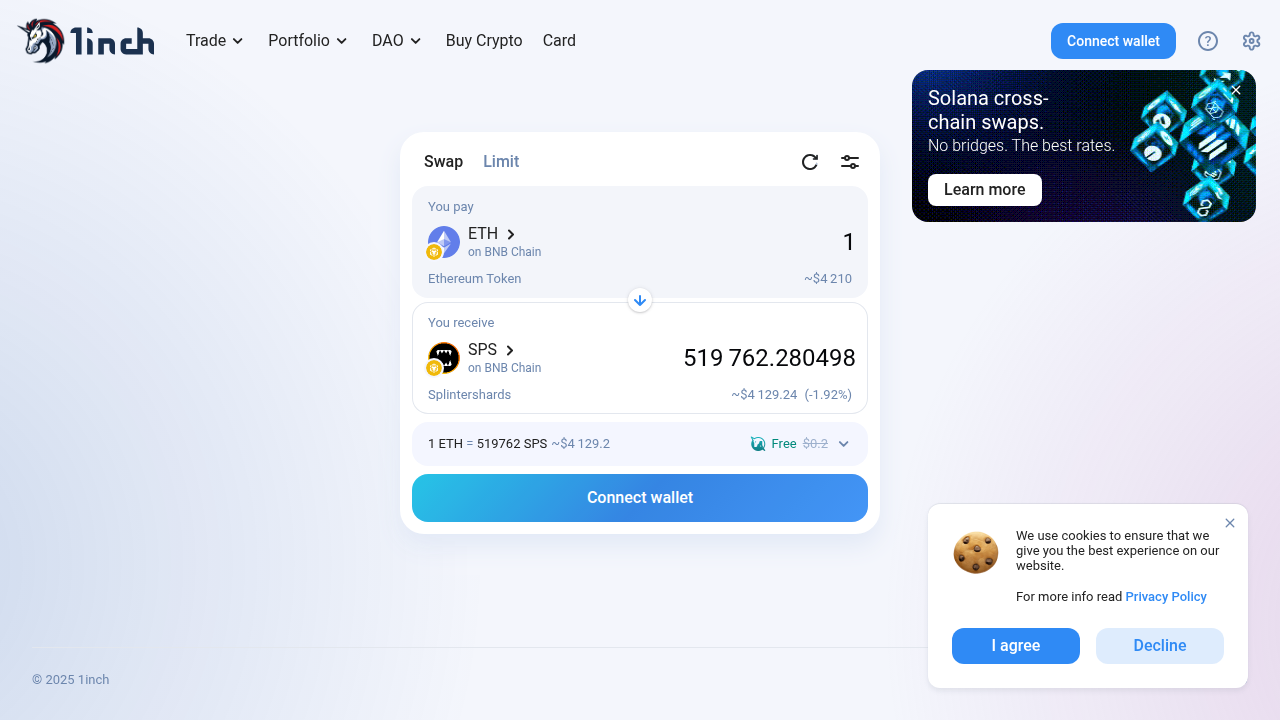 1inch
Trade
Portfolio
DAO
Buy Crypto
Card
Connect wallet
Solana cross-
chain swaps.
No bridges. The best rates.
Learn more
Swap
Limit
You pay
ETH
1
on BNB Chain
Ethereum Token
~$4 210
You receive
SPS
519 762.280498
on BNB Chain
Splintershards
~$4 129.24 (-1.92%)
1 ETH = 519762 SPS ~$4 129.2
Free $0.2
Connect wallet
We use cookies to ensure that we
give you the best experience on our
website.
For more info read Privacy Policy
I agree
Decline
© 2025 1inch